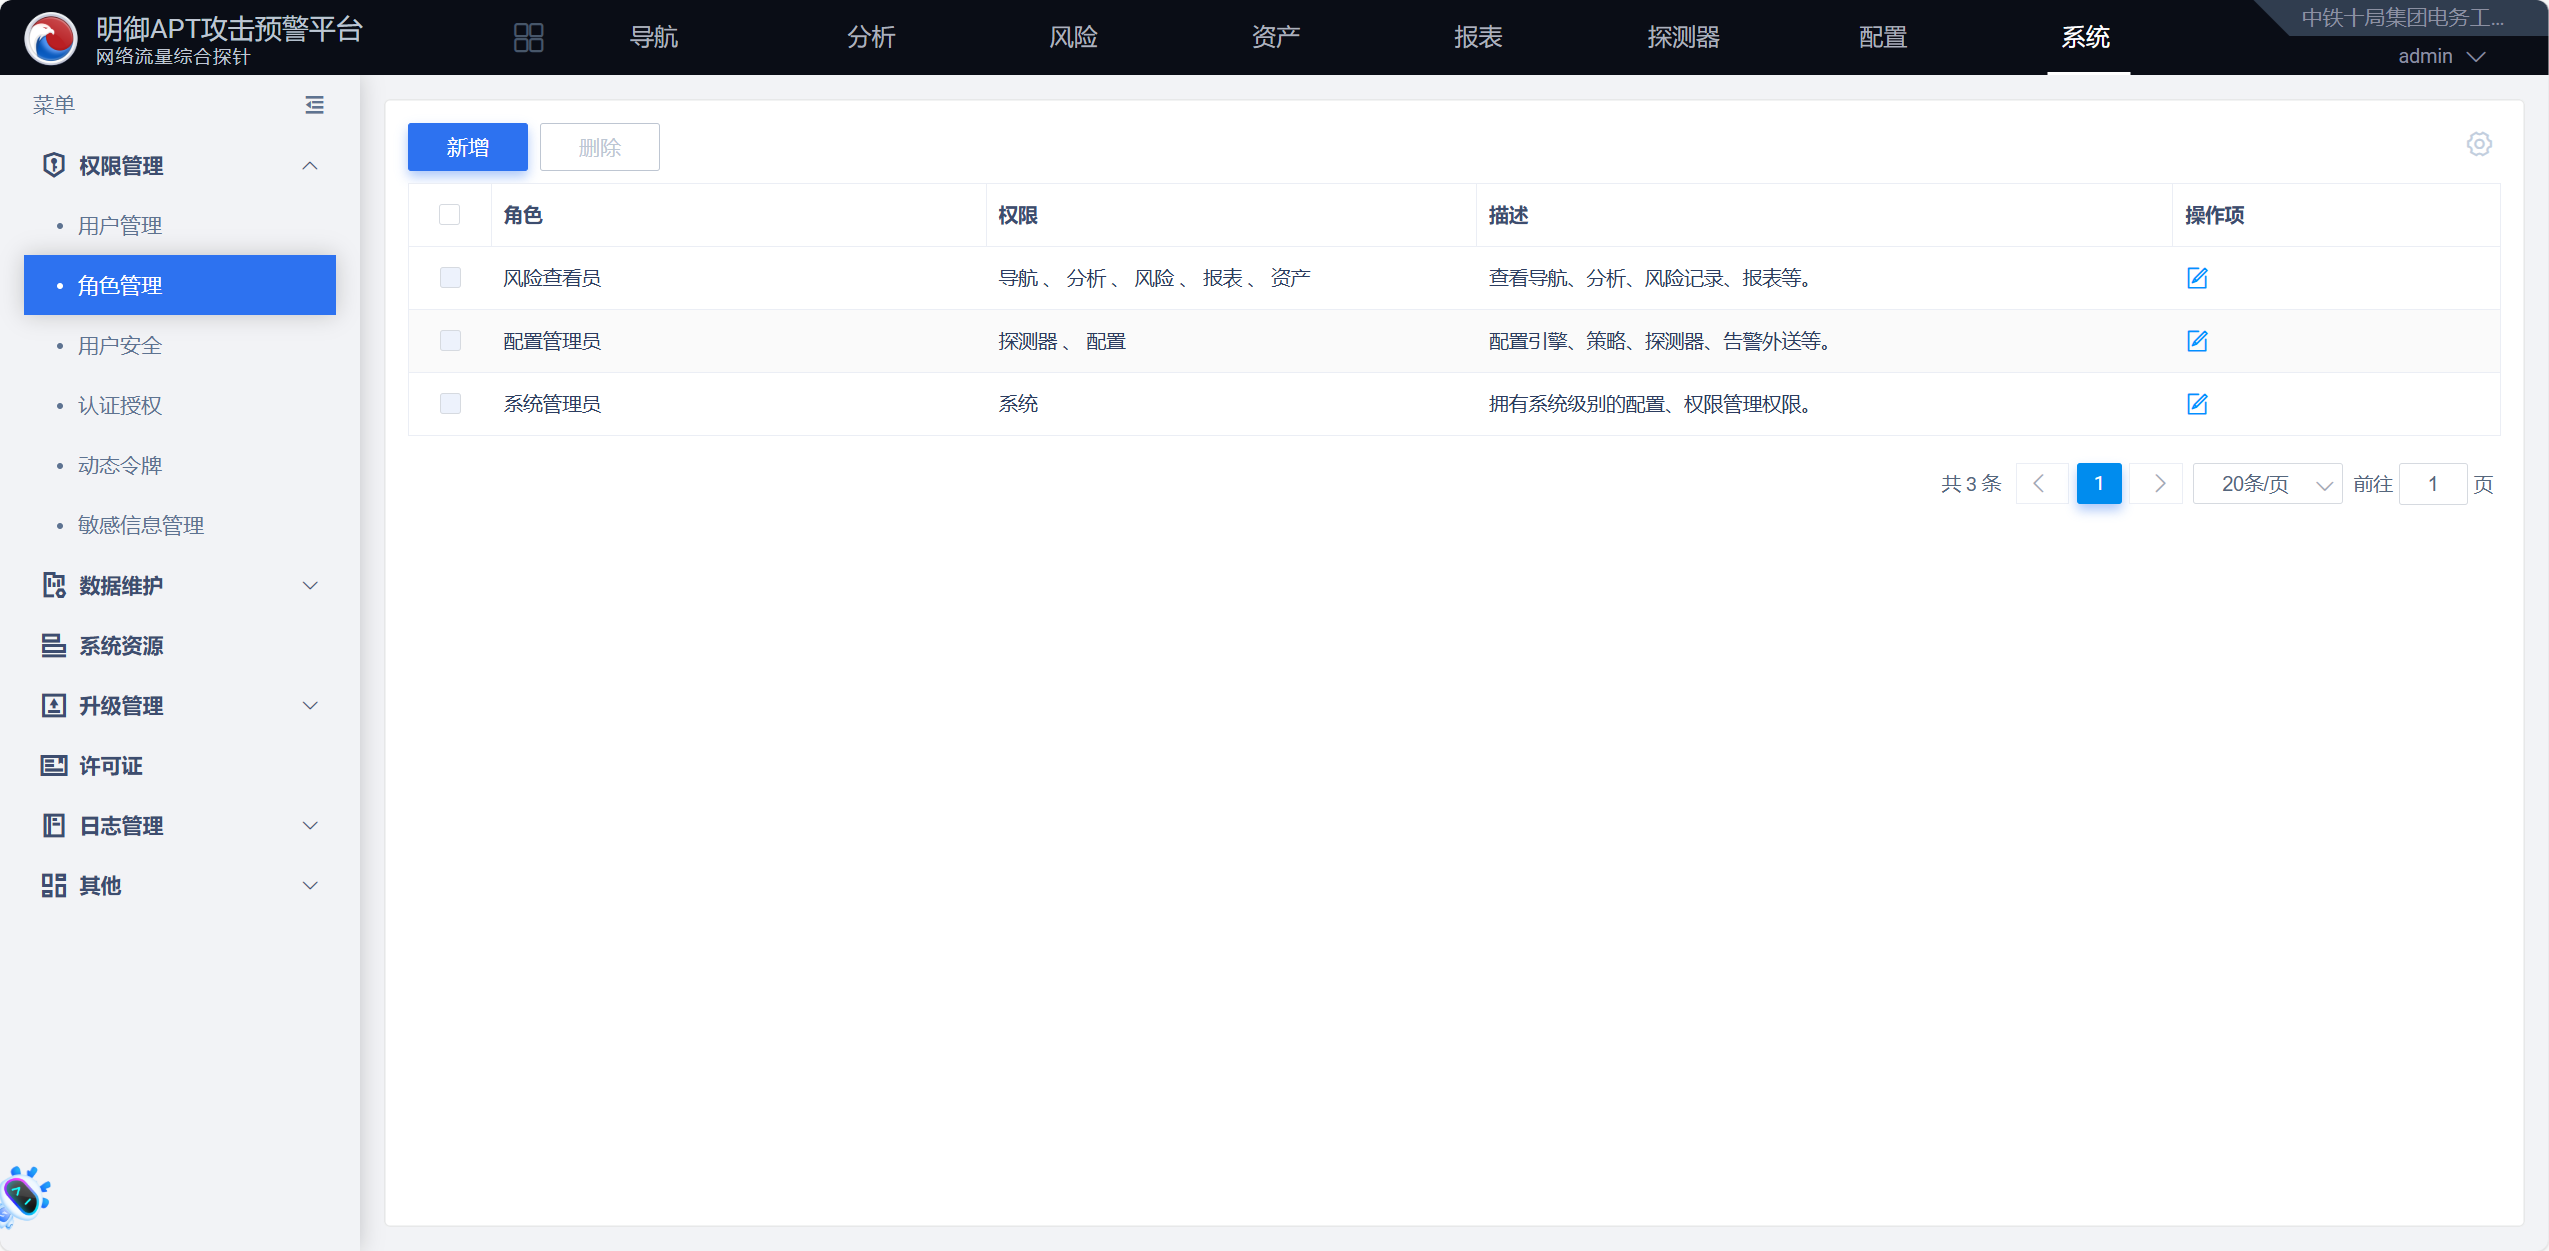 明御APT攻击预警平台
网络流量综合探针
导航 分析 风险 资产 报表 探测器 配置 系统
中铁十局集团电务工...
admin
菜单
权限管理
用户管理
角色管理
用户安全
认证授权
动态令牌
敏感信息管理
数据维护
系统资源
升级管理
许可证
日志管理
其他
新增 删除
角色 权限 描述 操作项
风险查看员 导航 、 分析 、 风险 、 报表 、 资产 查看导航、分析、风险记录、报表等。
配置管理员 探测器 、 配置 配置引擎、策略、探测器、告警外送等。
系统管理员 系统 拥有系统级别的配置、权限管理权限。
共 3 条 1 20条/页 前往 1 页